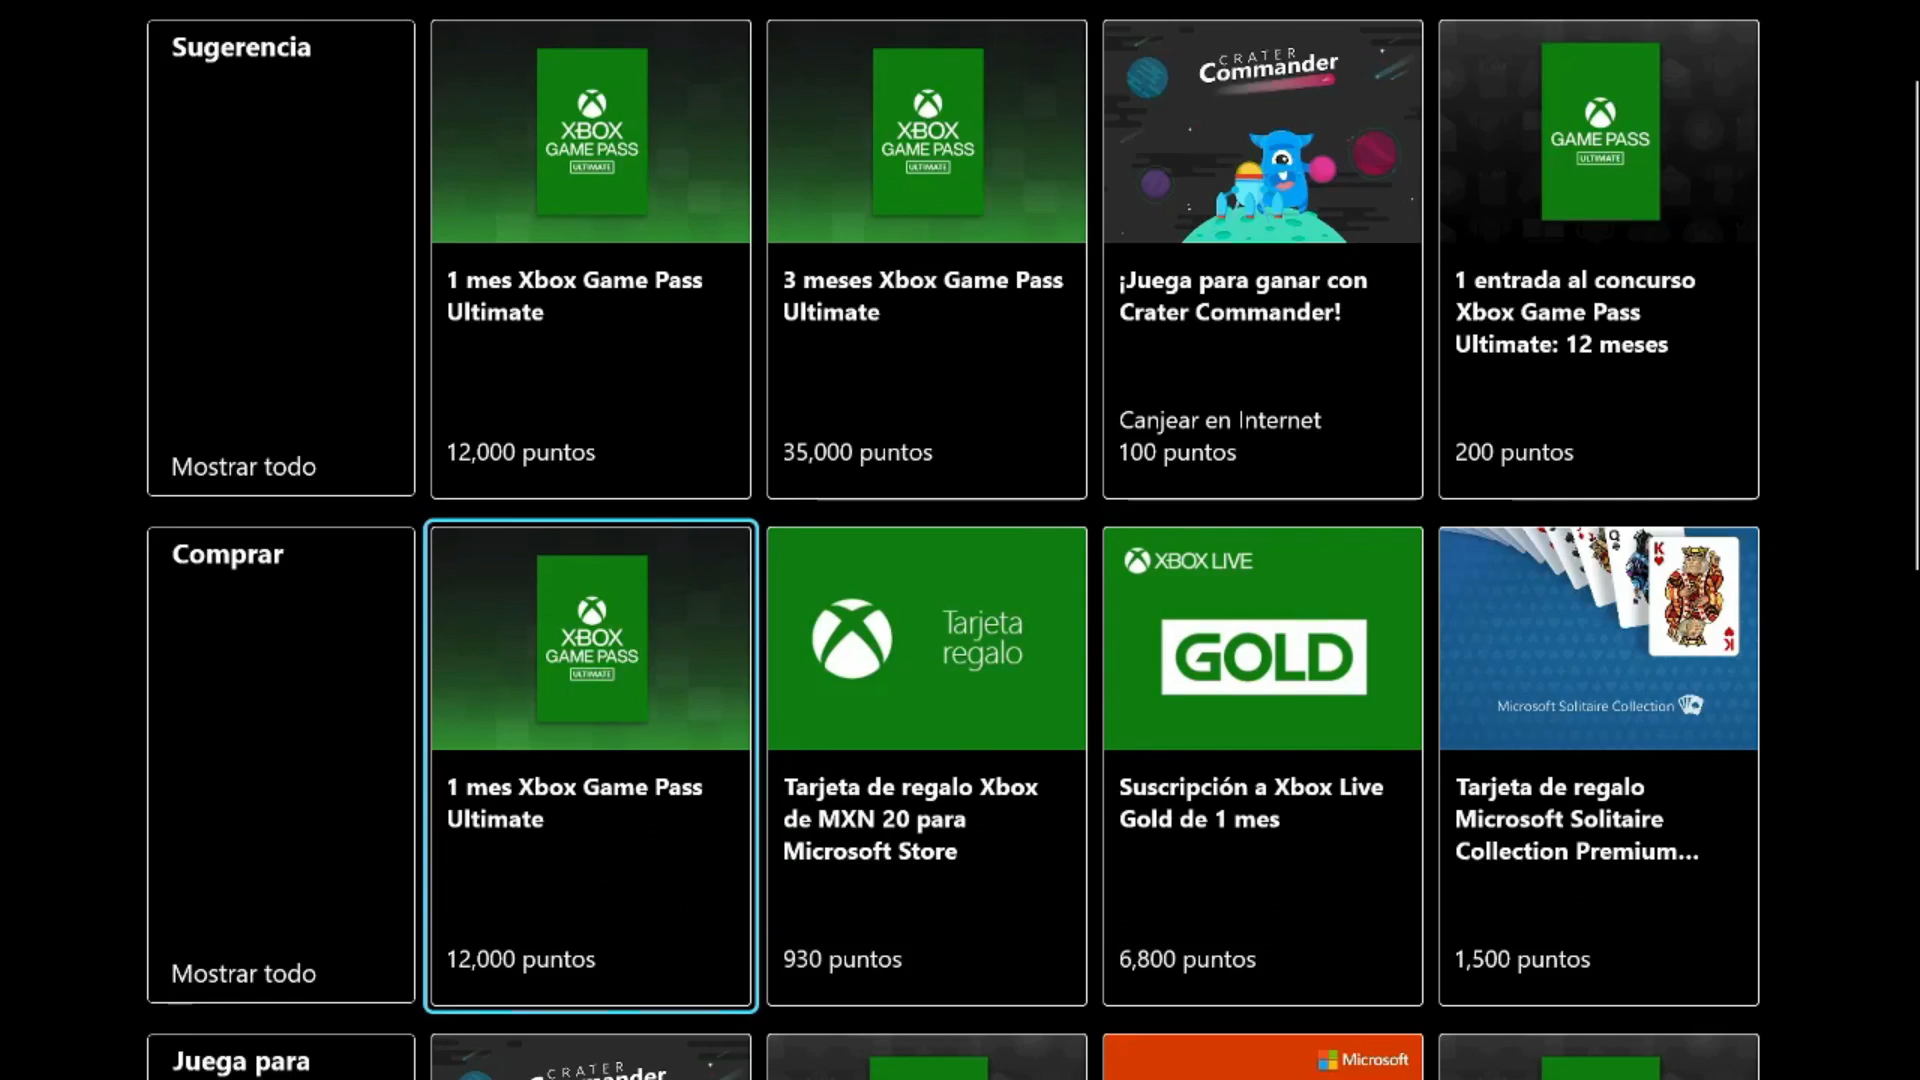 Sugerencia
Mostrar todo
XBOX
GAME PASS
ULTIMATE
1 mes Xbox Game Pass
Ultimate
12,000 puntos
XBOX
GAME PASS
ULTIMATE
3 meses Xbox Game Pass
Ultimate
35,000 puntos
CRATER
Commander
¡Juega para ganar con
Crater Commander!
Canjear en Internet
100 puntos
GAME PASS
ULTIMATE
1 entrada al concurso
Xbox Game Pass
Ultimate: 12 meses
200 puntos
Comprar
Mostrar todo
XBOX
GAME PASS
ULTIMATE
1 mes Xbox Game Pass
Ultimate
12,000 puntos
Tarjeta
regalo
Tarjeta de regalo Xbox
de MXN 20 para
Microsoft Store
930 puntos
XBOX LIVE
GOLD
Suscripción a Xbox Live
Gold de 1 mes
6,800 puntos
Q
K
K
Microsoft Solitaire Collection
Tarjeta de regalo
Microsoft Solitaire
Collection Premium...
1,500 puntos
Juega para
CRATER
Commander
Microsoft